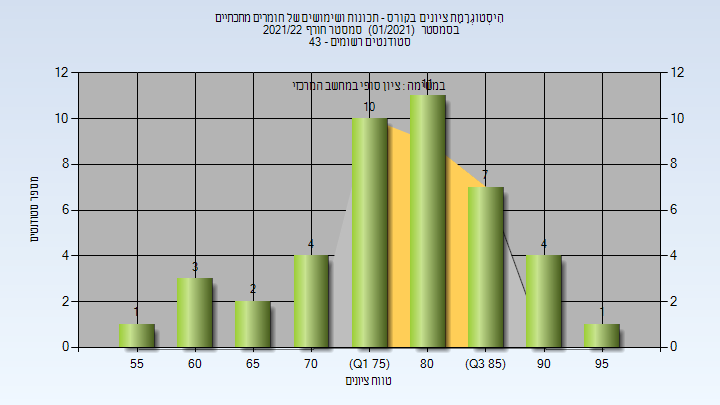 היסטוגרמת ציונים בקורס - תכונות ושימושים של חומרים מתכתיים
בסמסטר (01/2021) סמסטר חורף 2021/22
סטודנטים רשומים - 43
במשימה : ציון סופי במחשב המרכזי
12 12
10 10 10
11
8 8
7
6 6
4 4 4 4
3
2 2 2
1 1
0 0
55 60 65 70 (Q1 75) 80 (Q3 85) 90 95
מספר סטודנטים
טווח ציונים